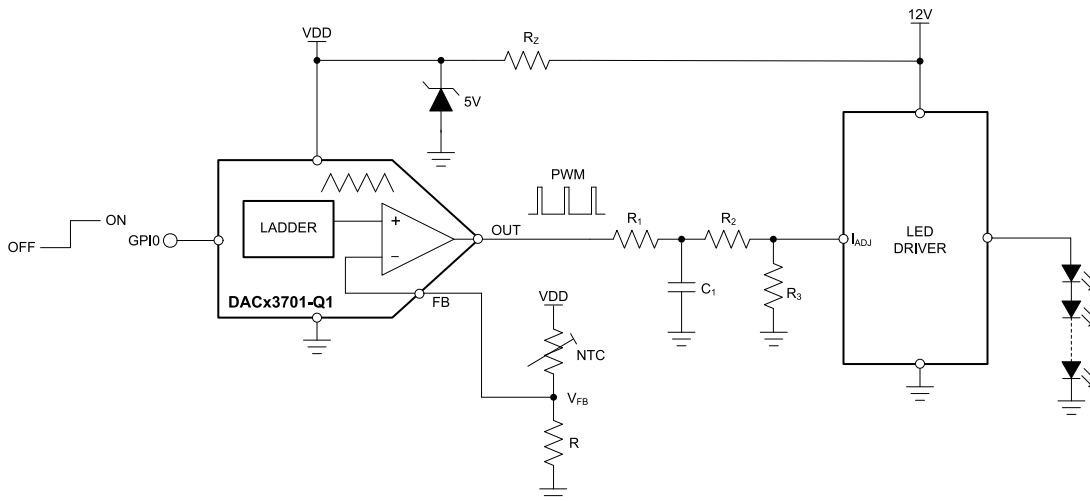 12V
VDD
RZ
5V
PWM
ON
OFF
GPI0
LADDER
+
−
OUT
R1
R2
IADJ
LED
DRIVER
DACx3701-Q1
FB
C1
R3
VDD
NTC
VFB
R